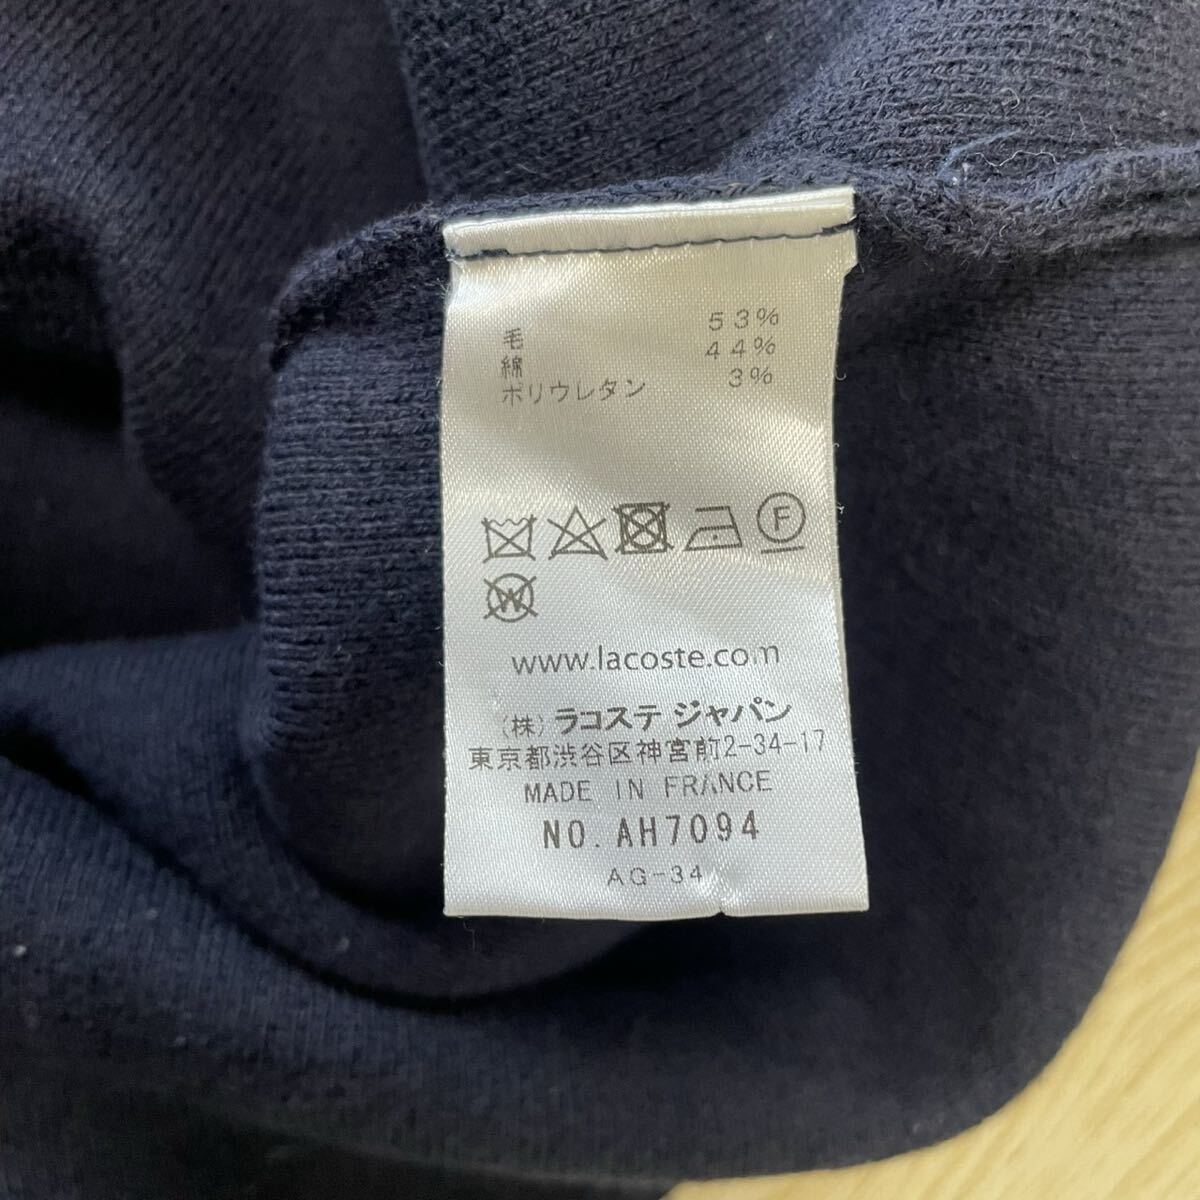 毛 53%
綿 44%
ポリウレタン 3%
F
W
www.lacoste.com
(株) ラコステ ジャパン
東京都渋谷区神宮前2-34-17
MADE IN FRANCE
NO. AH7094
AG-34